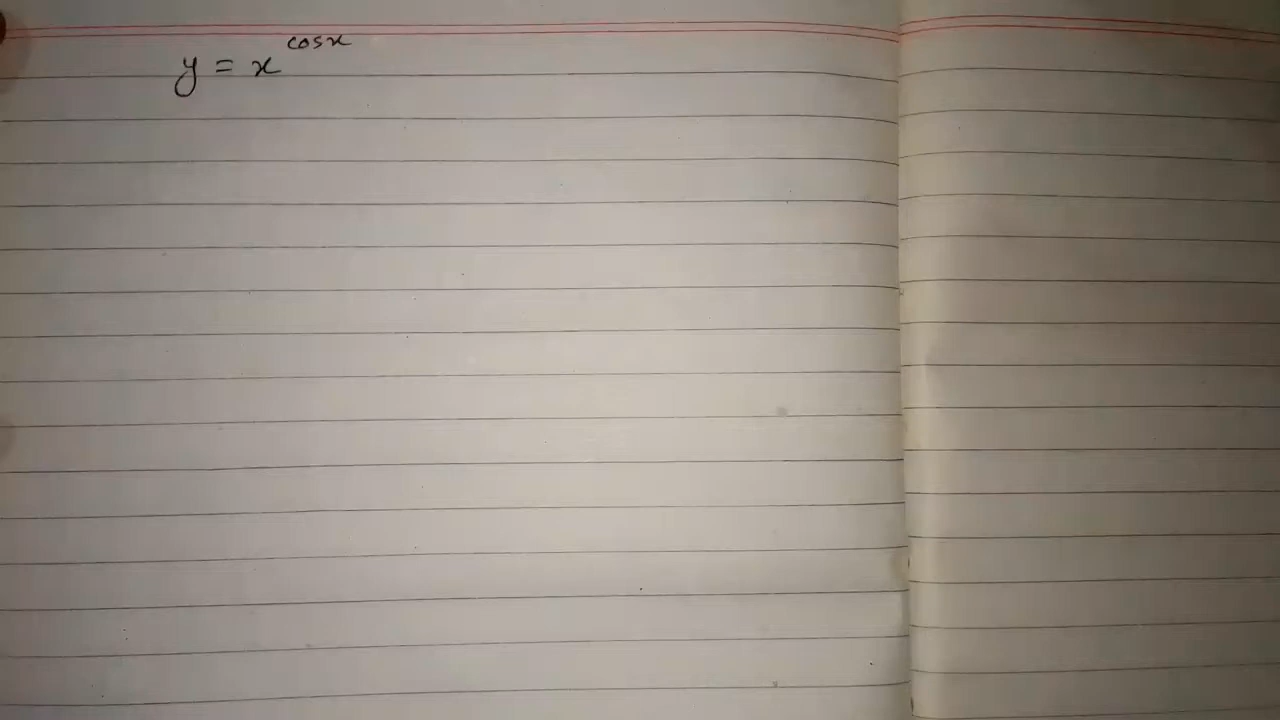 y = x^cosx